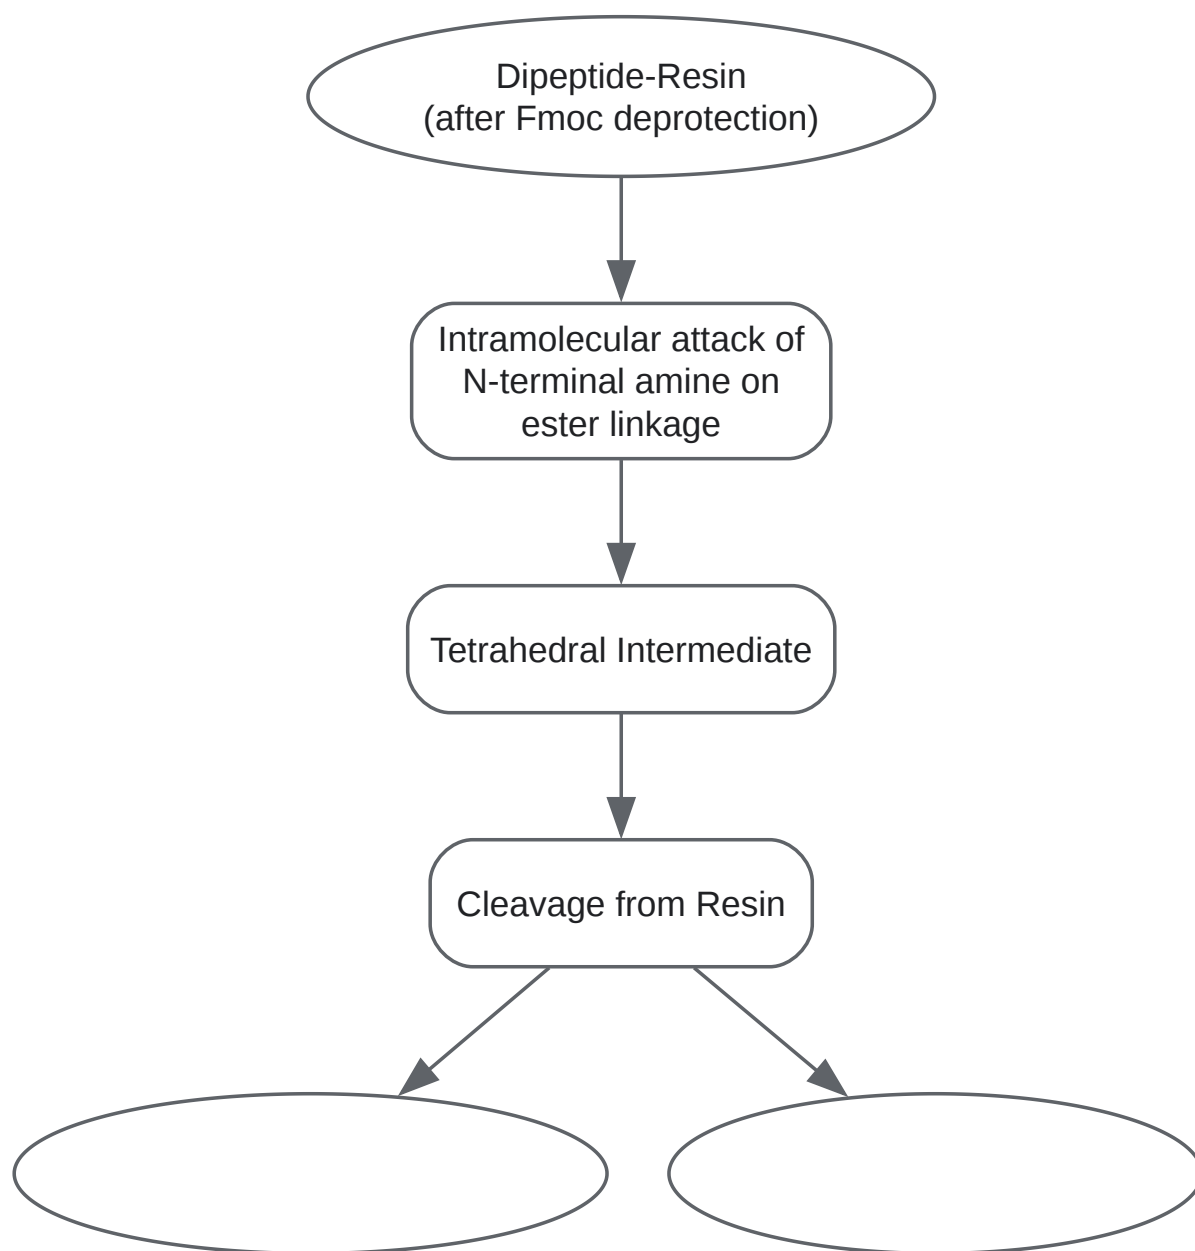 Dipeptide-Resin
(after Fmoc deprotection)
Intramolecular attack of
N-terminal amine on
ester linkage
Tetrahedral Intermediate
Cleavage from Resin